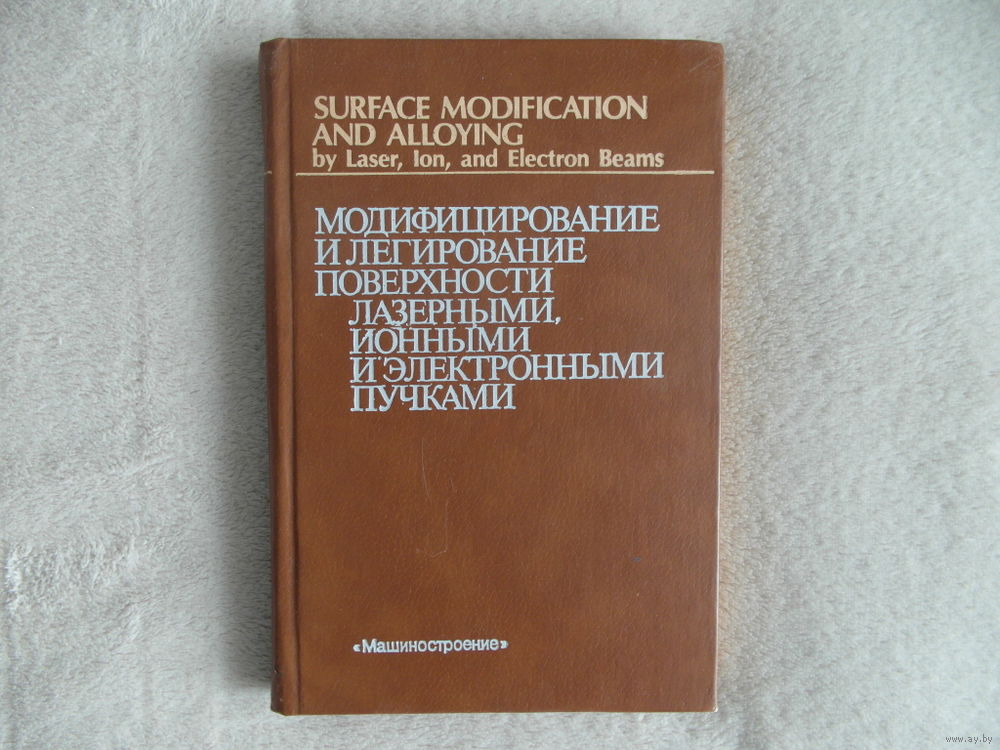 SURFACE MODIFICATION
AND ALLOYING
by Laser, Ion, and Electron Beams
МОДИФИЦИРОВАНИЕ
И ЛЕГИРОВАНИЕ
ПОВЕРХНОСТИ
ЛАЗЕРНЫМИ,
ИОННЫМИ
И ЭЛЕКТРОННЫМИ
ПУЧКАМИ
«Машиностроение»
www.ay.by